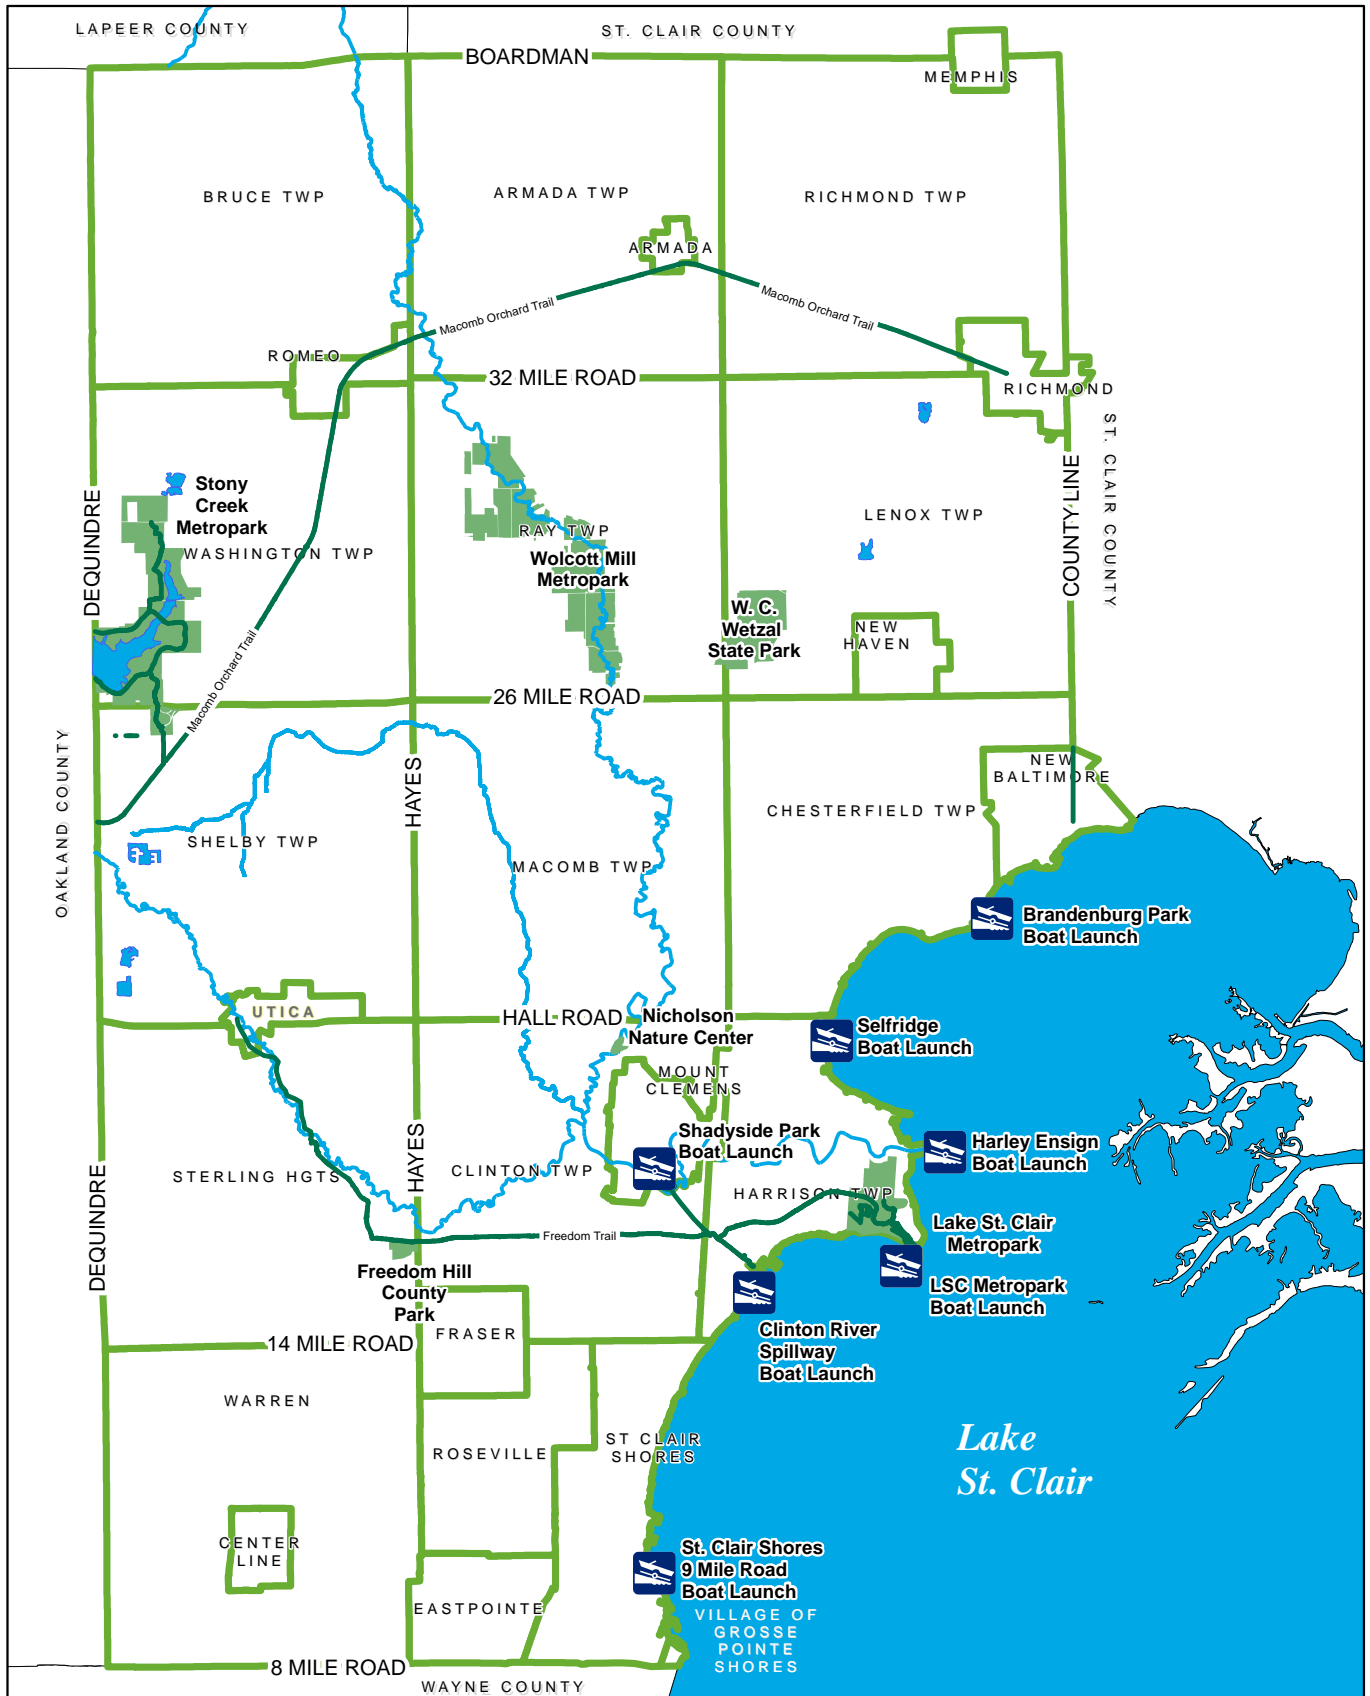 LAPEER COUNTY
ST. CLAIR COUNTY
BOARDMAN
MEMPHIS
BRUCE TWP
ARMADA TWP
RICHMOND TWP
ARMADA
Macomb Orchard Trail
Macomb Orchard Trail
ROMEO
32 MILE ROAD
RICHMOND
ST. CLAIR COUNTY
COUNTY LINE
DEQUINDRE
Stony
Creek
Metropark
WASHINGTON TWP
LENOX TWP
RAY TWP
Wolcott Mill
Metropark
W. C.
Wetzal
State Park
NEW
HAVEN
Macomb Orchard Trail
26 MILE ROAD
OAKLAND COUNTY
HAYES
NEW
BALTIMORE
CHESTERFIELD TWP
SHELBY TWP
MACOMB TWP
Brandenburg Park
Boat Launch
UTICA
HALL ROAD
Nicholson
Nature Center
Selfridge
Boat Launch
MOUNT
CLEMENS
Shadyside Park
Boat Launch
Harley Ensign
Boat Launch
DEQUINDRE
HAYES
STERLING HGTS
CLINTON TWP
HARRISON TWP
Freedom Trail
Lake St. Clair
Metropark
LSC Metropark
Boat Launch
Freedom Hill
County
Park
Clinton River
Spillway
Boat Launch
14 MILE ROAD
FRASER
WARREN
ROSEVILLE
ST CLAIR
SHORES
Lake
St. Clair
CENTER
LINE
St. Clair Shores
9 Mile Road
Boat Launch
EASTPOINTE
VILLAGE OF
GROSSE
POINTE
SHORES
8 MILE ROAD
WAYNE COUNTY